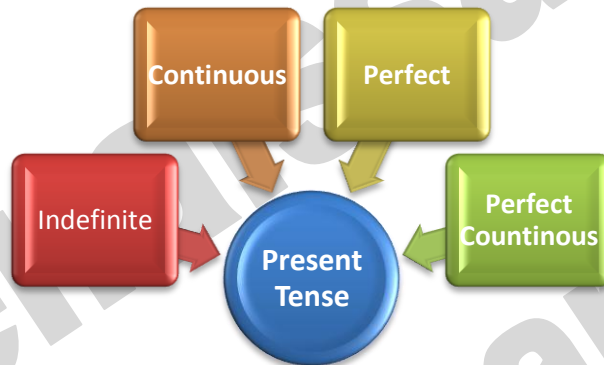 Continuous
Perfect
Indefinite
Perfect
Countinous
Present
Tense